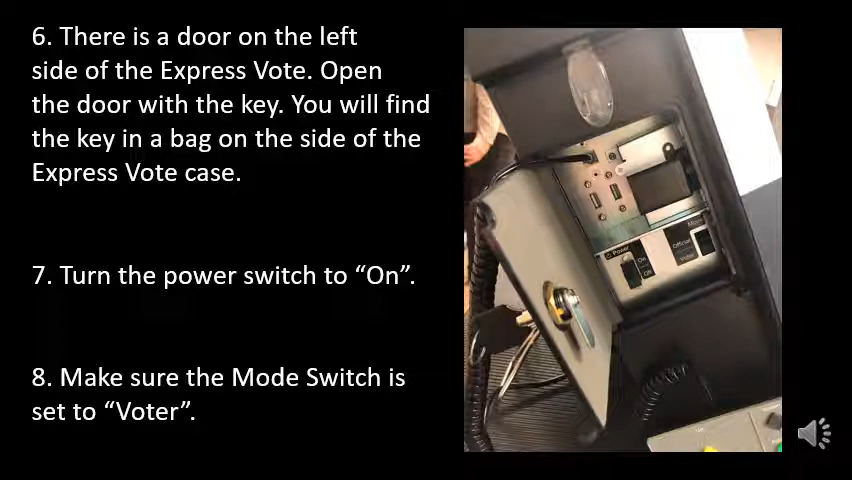 6. There is a door on the left
side of the Express Vote. Open
the door with the key. You will find
the key in a bag on the side of the
Express Vote case.
7. Turn the power switch to “On”.
8. Make sure the Mode Switch is
set to “Voter”.
Power
On
Off
Mode
Official
Voter